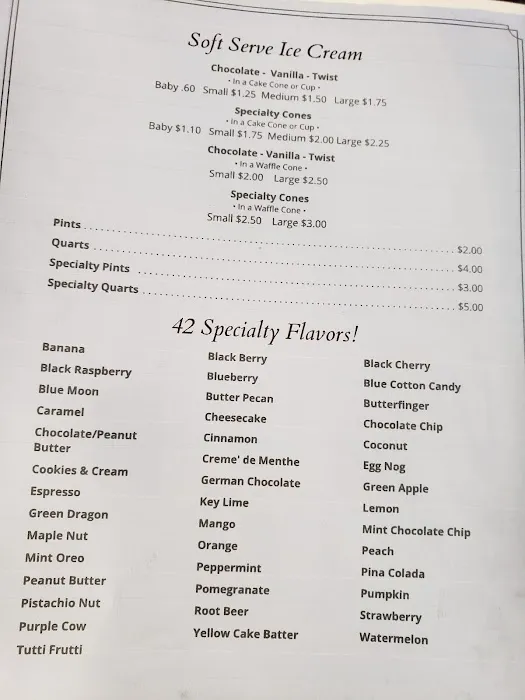 Soft Serve Ice Cream
Chocolate - Vanilla - Twist
• In a Cake Cone or Cup •
Baby .60 Small $1.25 Medium $1.50 Large $1.75
Specialty Cones
• In a Cake Cone or Cup •
Baby $1.10 Small $1.75 Medium $2.00 Large $2.25
Chocolate - Vanilla - Twist
• In a Waffle Cone •
Small $2.00 Large $2.50
Specialty Cones
• In a Waffle Cone •
Small $2.50 Large $3.00
Pints $2.00
Quarts $4.00
Specialty Pints $3.00
Specialty Quarts $5.00
42 Specialty Flavors!
Banana
Black Raspberry
Blue Moon
Caramel
Chocolate/Peanut
Butter
Cookies & Cream
Espresso
Green Dragon
Maple Nut
Mint Oreo
Peanut Butter
Pistachio Nut
Purple Cow
Tutti Frutti
Black Berry
Blueberry
Butter Pecan
Cheesecake
Cinnamon
Creme' de Menthe
German Chocolate
Key Lime
Mango
Orange
Peppermint
Pomegranate
Root Beer
Yellow Cake Batter
Black Cherry
Blue Cotton Candy
Butterfinger
Chocolate Chip
Coconut
Egg Nog
Green Apple
Lemon
Mint Chocolate Chip
Peach
Pina Colada
Pumpkin
Strawberry
Watermelon